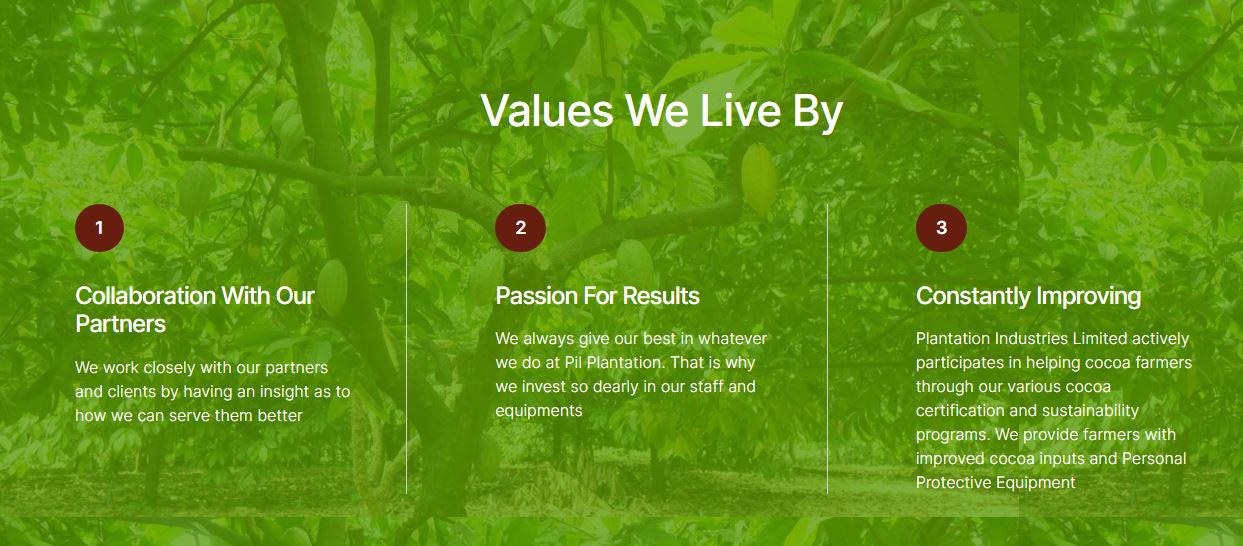 Values We Live By
1
Collaboration With Our
Partners
We work closely with our partners
and clients by having an insight as to
how we can serve them better
2
Passion For Results
We always give our best in whatever
we do at Pil Plantation. That is why
we invest so dearly in our staff and
equipments
3
Constantly Improving
Plantation Industries Limited actively
participates in helping cocoa farmers
through our various cocoa
certification and sustainability
programs. We provide farmers with
improved cocoa inputs and Personal
Protective Equipment